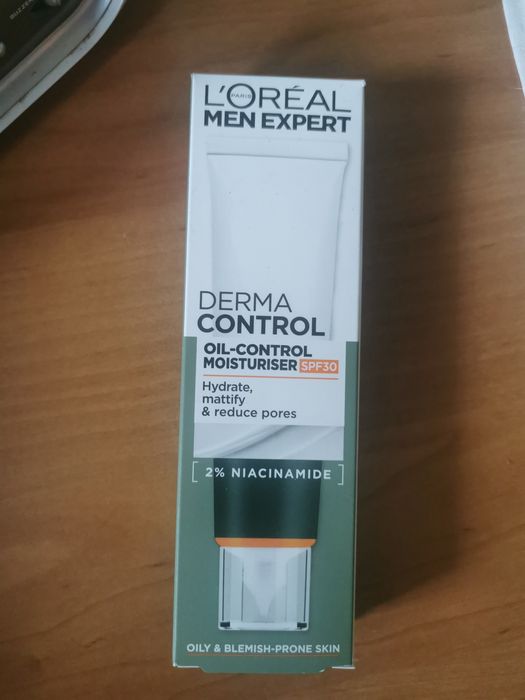 L'ORÉAL
PARIS
MEN EXPERT
DERMA
CONTROL
OIL-CONTROL
MOISTURISER SPF30
Hydrate,
mattify
& reduce pores
[ 2% NIACINAMIDE ]
OILY & BLEMISH-PRONE SKIN